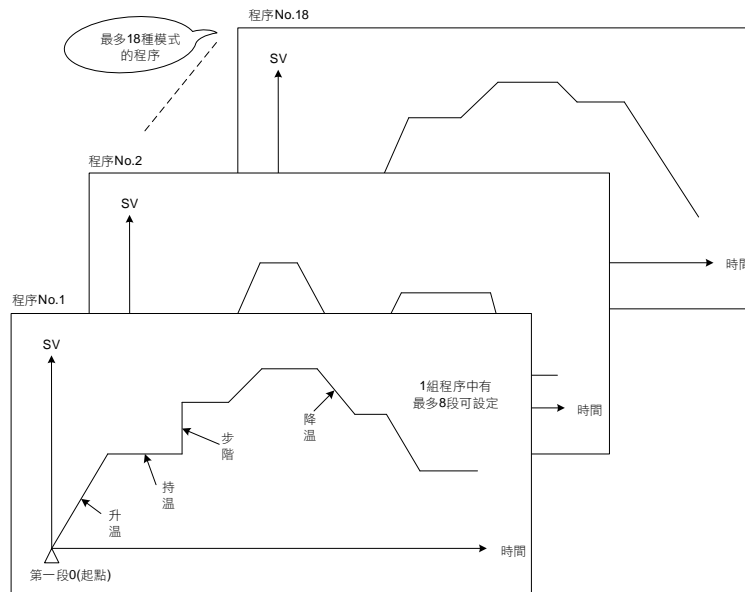 程序No.18
最多18種模式
的程序
SV
時間
程序No.2
SV
時間
程序No.1
SV
1組程序中有
最多8段可設定
步
階
降
温
持
温
升
温
時間
第一段0(起點)